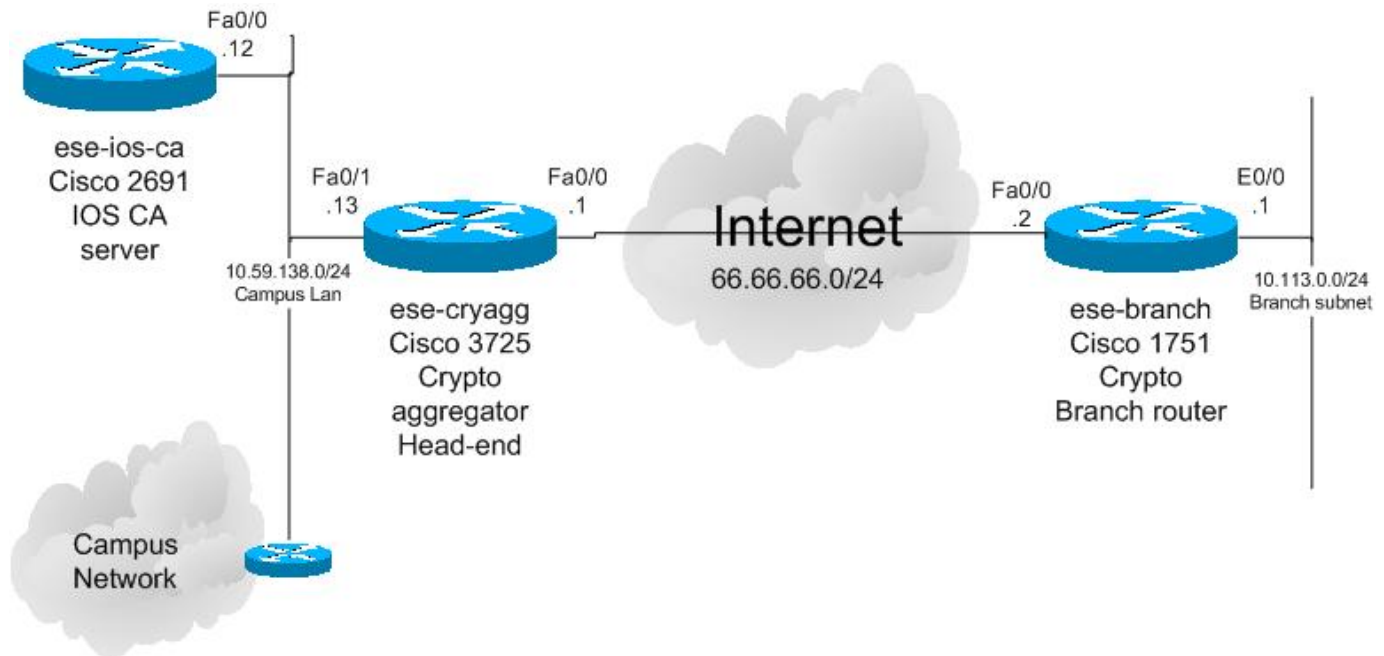 Fa0/0
.12
ese-ios-ca
Cisco 2691
IOS CA
server
Fa0/1
.13
10.59.138.0/24
Campus Lan
ese-cryagg
Cisco 3725
Crypto
aggregator
Head-end
Fa0/0
.1
Internet
66.66.66.0/24
Fa0/0
.2
ese-branch
Cisco 1751
Crypto
Branch router
E0/0
.1
10.113.0.0/24
Branch subnet
Campus
Network